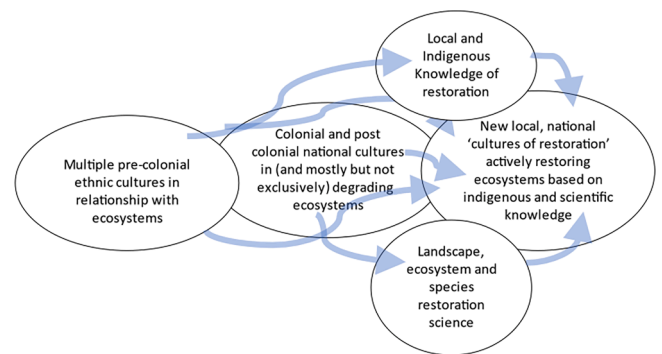 Local and
Indigenous
Knowledge of
restoration
Multiple pre-colonial
ethnic cultures in
relationship with
ecosystems
Colonial and post
colonial national cultures
in (and mostly but not
exclusively) degrading
ecosystems
New local, national
‘cultures of restoration’
actively restoring
ecosystems based on
indigenous and scientific
knowledge
Landscape,
ecosystem and
species
restoration
science